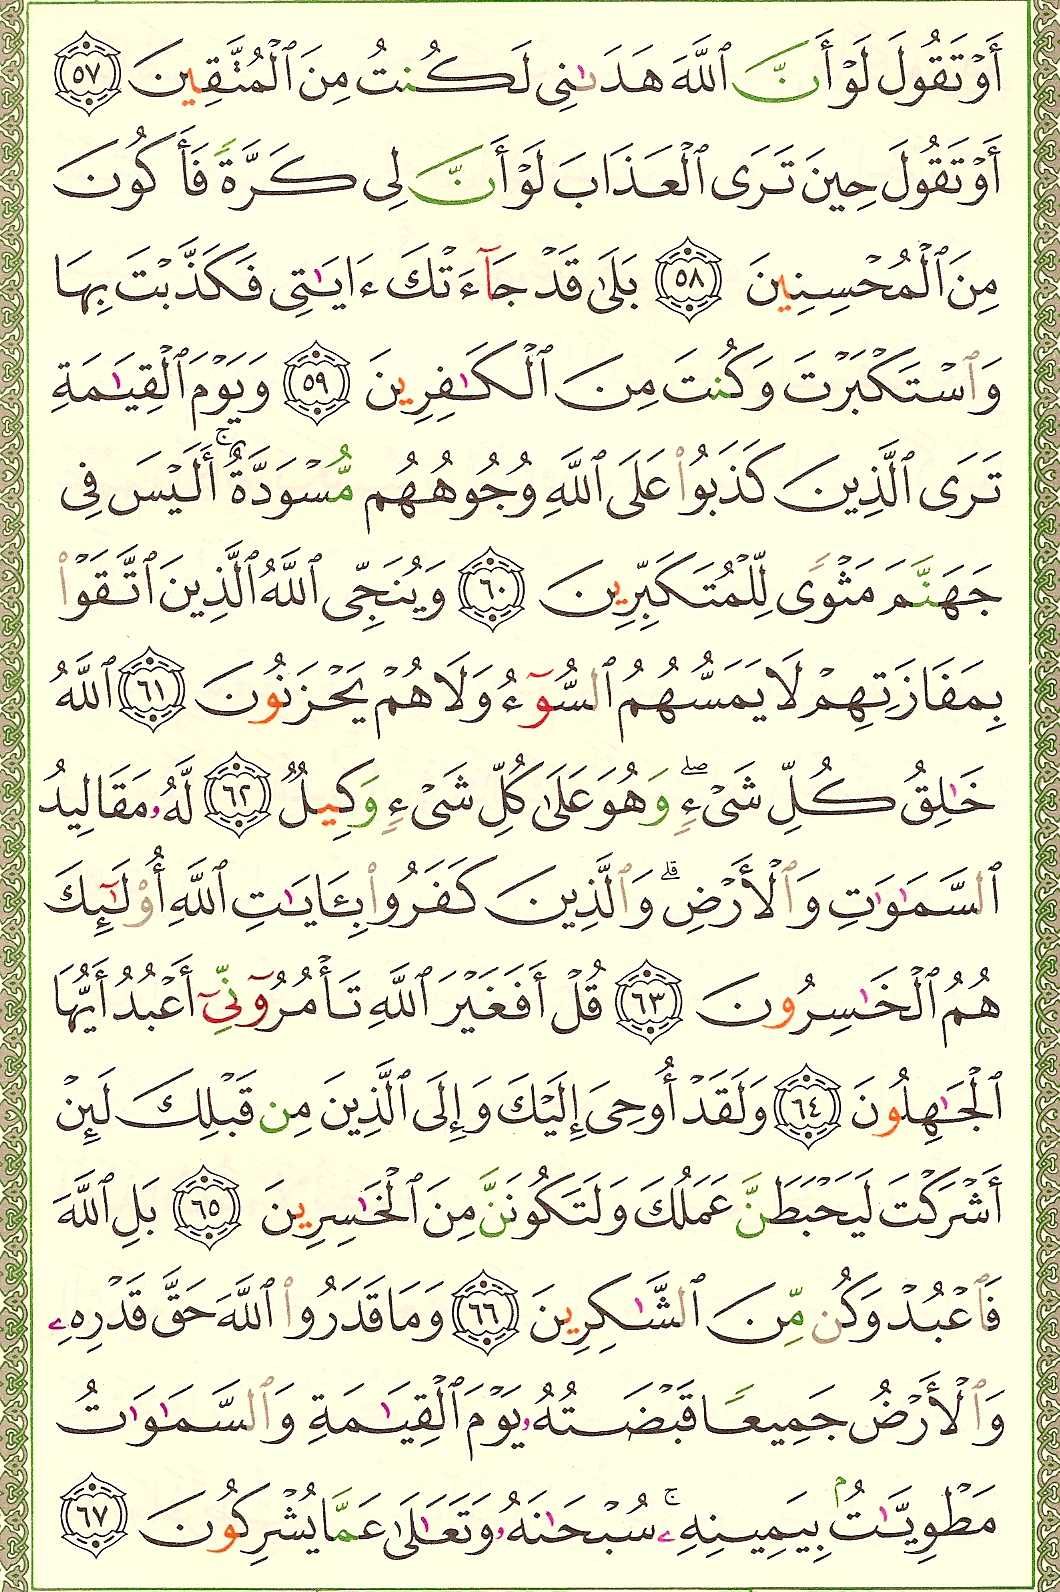 أَوْ تَقُولَ لَوْ أَنَّ ٱللَّهَ هَدَىٰنِى لَكُنتُ مِنَ ٱلْمُتَّقِينَ ٥٧
أَوْ تَقُولَ حِينَ تَرَى ٱلْعَذَابَ لَوْ أَنَّ لِى كَرَّةً فَأَكُونَ
مِنَ ٱلْمُحْسِنِينَ ٥٨ بَلَىٰ قَدْ جَآءَتْكَ ءَايَٰتِى فَكَذَّبْتَ بِهَا
وَٱسْتَكْبَرْتَ وَكُنتَ مِنَ ٱلْكَٰفِرِينَ ٥٩ وَيَوْمَ ٱلْقِيَٰمَةِ
تَرَى ٱلَّذِينَ كَذَبُوا۟ عَلَى ٱللَّهِ وُجُوهُهُم مُّسْوَدَّةٌ ۚ أَلَيْسَ فِى
جَهَنَّمَ مَثْوًى لِّلْمُتَكَبِّرِينَ ٦٠ وَيُنَجِّى ٱللَّهُ ٱلَّذِينَ ٱتَّقَوْا۟
بِمَفَازَتِهِمْ لَا يَمَسُّهُمُ ٱلسُّوٓءُ وَلَا هُمْ يَحْزَنُونَ ٦١ ٱللَّهُ
خَٰلِقُ كُلِّ شَىْءٍ ۖ وَهُوَ عَلَىٰ كُلِّ شَىْءٍ وَكِيلٌ ٦٢ لَّهُۥ مَقَالِيدُ
ٱلسَّمَٰوَٰتِ وَٱلْأَرْضِ ۗ وَٱلَّذِينَ كَفَرُوا۟ بِـَٔايَٰتِ ٱللَّهِ أُو۟لَٰٓئِكَ
هُمُ ٱلْخَٰسِرُونَ ٦٣ قُلْ أَفَغَيْرَ ٱللَّهِ تَأْمُرُوٓنِّىٓ أَعْبُدُ أَيُّهَا
ٱلْجَٰهِلُونَ ٦٤ وَلَقَدْ أُوحِىَ إِلَيْكَ وَإِلَى ٱلَّذِينَ مِن قَبْلِكَ لَئِنْ
أَشْرَكْتَ لَيَحْبَطَنَّ عَمَلُكَ وَلَتَكُونَنَّ مِنَ ٱلْخَٰسِرِينَ ٦٥ بَلِ ٱللَّهَ
فَٱعْبُدْ وَكُن مِّنَ ٱلشَّٰكِرِينَ ٦٦ وَمَا قَدَرُوا۟ ٱللَّهَ حَقَّ قَدْرِهِۦ
وَٱلْأَرْضُ جَمِيعًا قَبْضَتُهُۥ يَوْمَ ٱلْقِيَٰمَةِ وَٱلسَّمَٰوَٰتُ
مَطْوِيَّٰتٌۢ بِيَمِينِهِۦ ۚ سُبْحَٰنَهُۥ وَتَعَٰلَىٰ عَمَّا يُشْرِكُونَ ٦٧